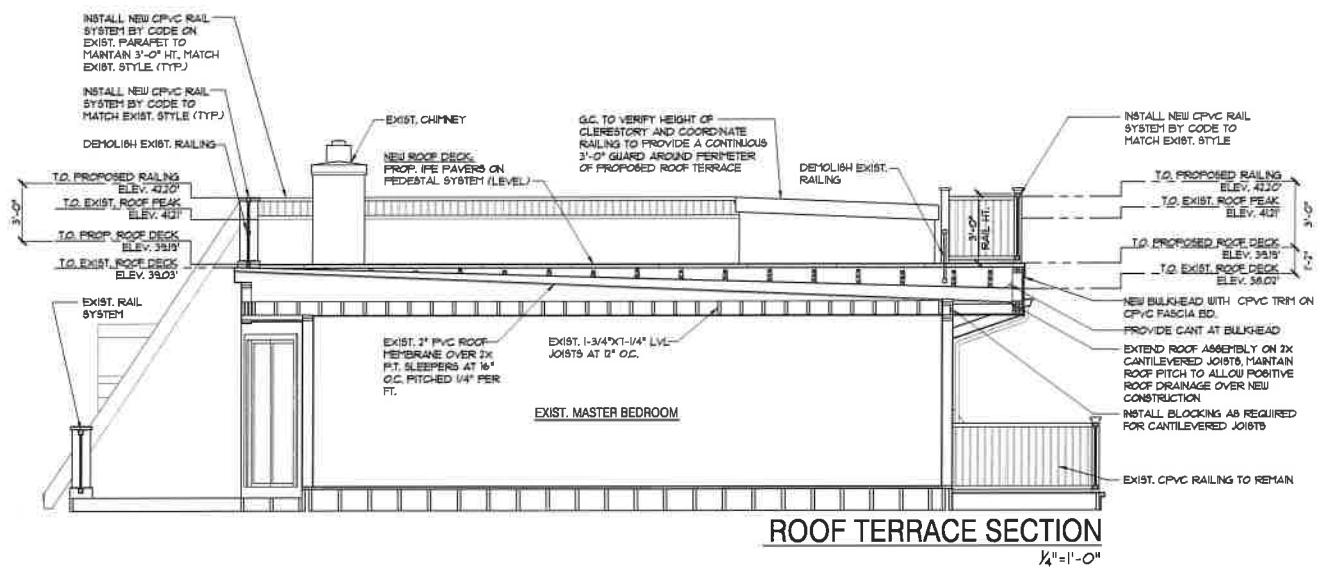 INSTALL NEW CPVC RAIL
SYSTEM BY CODE ON
EXIST. PARAPET TO
MAINTAIN 3'-0" HT., MATCH
EXIST. STYLE (TYP.)
INSTALL NEW CPVC RAIL
SYSTEM BY CODE TO
MATCH EXIST. STYLE (TYP.)
DEMOLISH EXIST. RAILING
T.O. PROPOSED RAILING
ELEV. 42.20'
T.O. EXIST. ROOF PEAK
ELEV. 41.21'
3'-0"
T.O. PROP. ROOF DECK
ELEV. 39.19'
T.O. EXIST. ROOF DECK
ELEV. 39.03'
EXIST. RAIL
SYSTEM
EXIST. CHIMNEY
NEW ROOF DECK:
PROP. IPE PAVERS ON
PEDESTAL SYSTEM (LEVEL)
G.C. TO VERIFY HEIGHT OF
CLERESTORY AND COORDINATE
RAILING TO PROVIDE A CONTINUOUS
3'-0" GUARD AROUND PERIMETER
OF PROPOSED ROOF TERRACE
DEMOLISH EXIST.
RAILING
3'-0"
RAIL HT.
INSTALL NEW CPVC RAIL
SYSTEM BY CODE TO
MATCH EXIST. STYLE
T.O. PROPOSED RAILING
ELEV. 42.20'
T.O. EXIST. ROOF PEAK
ELEV. 41.21'
3'-0"
T.O. PROPOSED ROOF DECK
ELEV. 39.19'
1'-2"
T.O. EXIST. ROOF DECK
ELEV. 38.02'
NEW BULKHEAD WITH CPVC TRIM ON
CPVC FASCIA BD.
PROVIDE CANT AT BULKHEAD
EXTEND ROOF ASSEMBLY ON 2X
CANTILEVERED JOISTS, MAINTAIN
ROOF PITCH TO ALLOW POSITIVE
ROOF DRAINAGE OVER NEW
CONSTRUCTION
INSTALL BLOCKING AS REQUIRED
FOR CANTILEVERED JOISTS
EXIST. CPVC RAILING TO REMAIN
EXIST. 2" PVC ROOF
MEMBRANE OVER 2X
P.T. SLEEPERS AT 16"
O.C. PITCHED 1/4" PER
FT.
EXIST. 1-3/4"X7-1/4" LVL
JOISTS AT 12" O.C.
EXIST. MASTER BEDROOM
ROOF TERRACE SECTION
1/4"=1'-0"